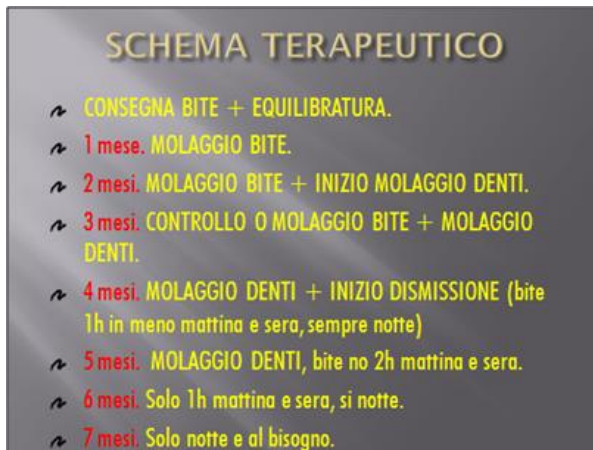 SCHEMA TERAPEUTICO
CONSEGNA BITE + EQUILIBRATURA.
1 mese. MOLAGGIO BITE.
2 mesi. MOLAGGIO BITE + INIZIO MOLAGGIO DENTI.
3 mesi. CONTROLLO O MOLAGGIO BITE + MOLAGGIO
DENTI.
4 mesi. MOLAGGIO DENTI + INIZIO DISMISSIONE (bite
1h in meno mattina e sera, sempre notte)
5 mesi. MOLAGGIO DENTI, bite no 2h mattina e sera.
6 mesi. Solo 1h mattina e sera, si notte.
7 mesi. Solo notte e al bisogno.